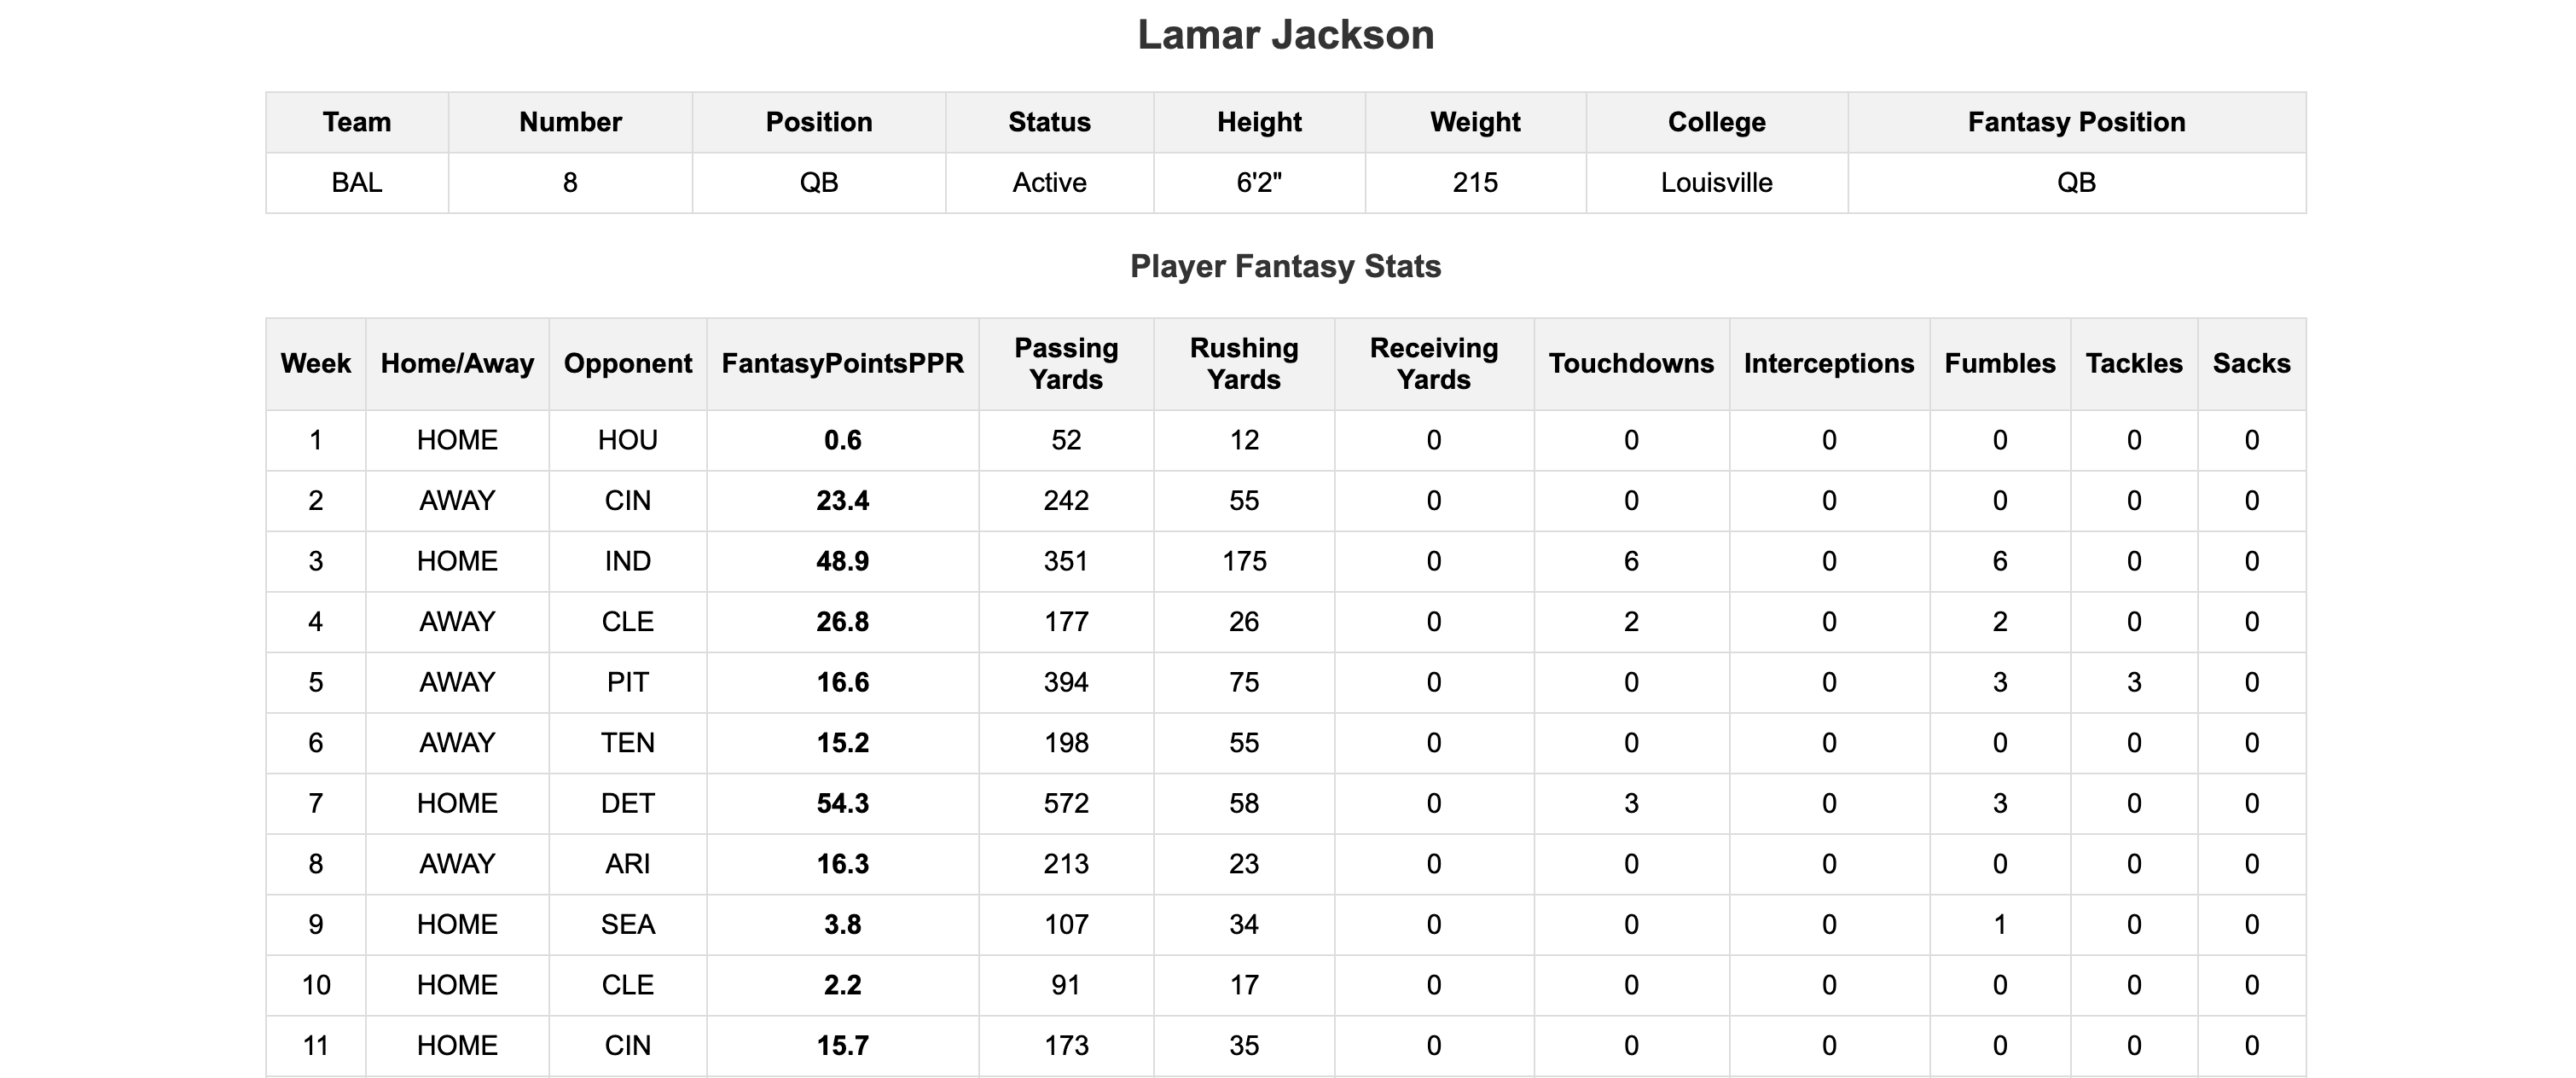 Lamar Jackson
Team Number Position Status Height Weight College Fantasy Position
BAL 8 QB Active 6'2" 215 Louisville QB
Player Fantasy Stats
Week Home/Away Opponent FantasyPointsPPR Passing Yards Rushing Yards Receiving Yards Touchdowns Interceptions Fumbles Tackles Sacks
1 HOME HOU 0.6 52 12 0 0 0 0 0 0
2 AWAY CIN 23.4 242 55 0 0 0 0 0 0
3 HOME IND 48.9 351 175 0 6 0 6 0 0
4 AWAY CLE 26.8 177 26 0 2 0 2 0 0
5 AWAY PIT 16.6 394 75 0 0 0 3 3 0
6 AWAY TEN 15.2 198 55 0 0 0 0 0 0
7 HOME DET 54.3 572 58 0 3 0 3 0 0
8 AWAY ARI 16.3 213 23 0 0 0 0 0 0
9 HOME SEA 3.8 107 34 0 0 0 1 0 0
10 HOME CLE 2.2 91 17 0 0 0 0 0 0
11 HOME CIN 15.7 173 35 0 0 0 0 0 0